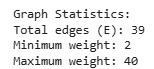 Graph Statistics:
Total edges (E): 39
Minimum weight: 2
Maximum weight: 40